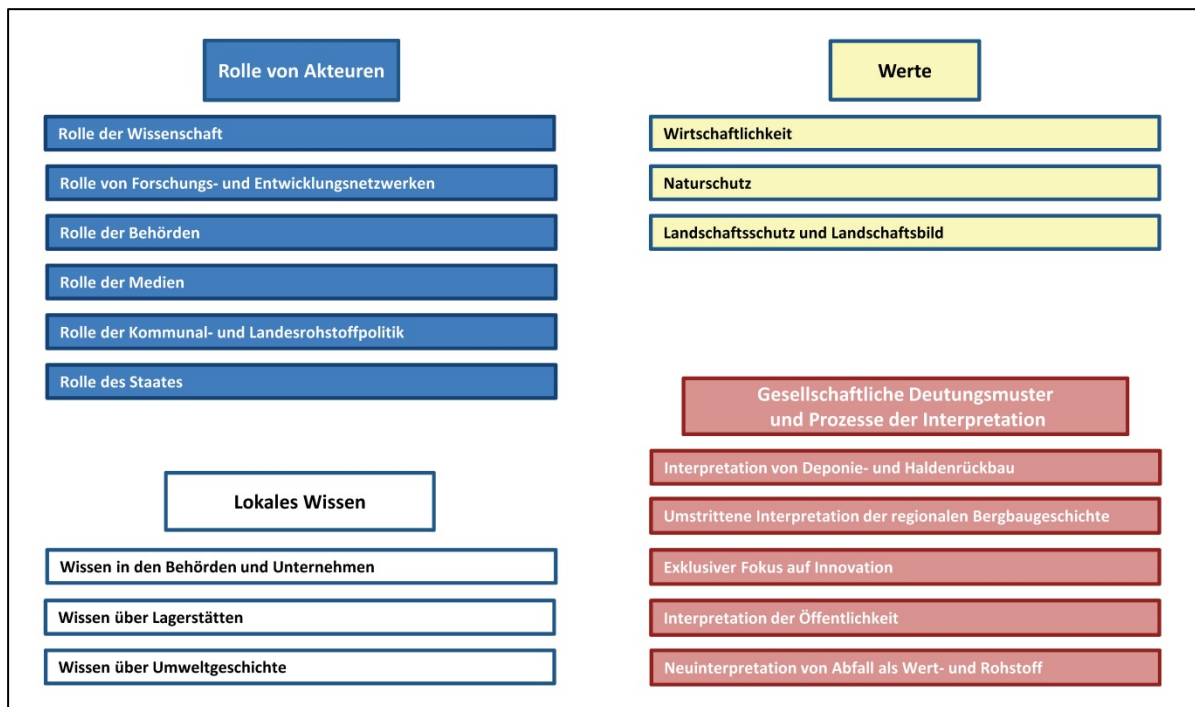 Rolle von Akteuren
Rolle der Wissenschaft
Rolle von Forschungs- und Entwicklungsnetzwerken
Rolle der Behörden
Rolle der Medien
Rolle der Kommunal- und Landesrohstoffpolitik
Rolle des Staates
Lokales Wissen
Wissen in den Behörden und Unternehmen
Wissen über Lagerstätten
Wissen über Umweltgeschichte
Werte
Wirtschaftlichkeit
Naturschutz
Landschaftsschutz und Landschaftsbild
Gesellschaftliche Deutungsmuster
und Prozesse der Interpretation
Interpretation von Deponie- und Haldenrückbau
Umstrittene Interpretation der regionalen Bergbaugeschichte
Exklusiver Fokus auf Innovation
Interpretation der Öffentlichkeit
Neuinterpretation von Abfall als Wert- und Rohstoff